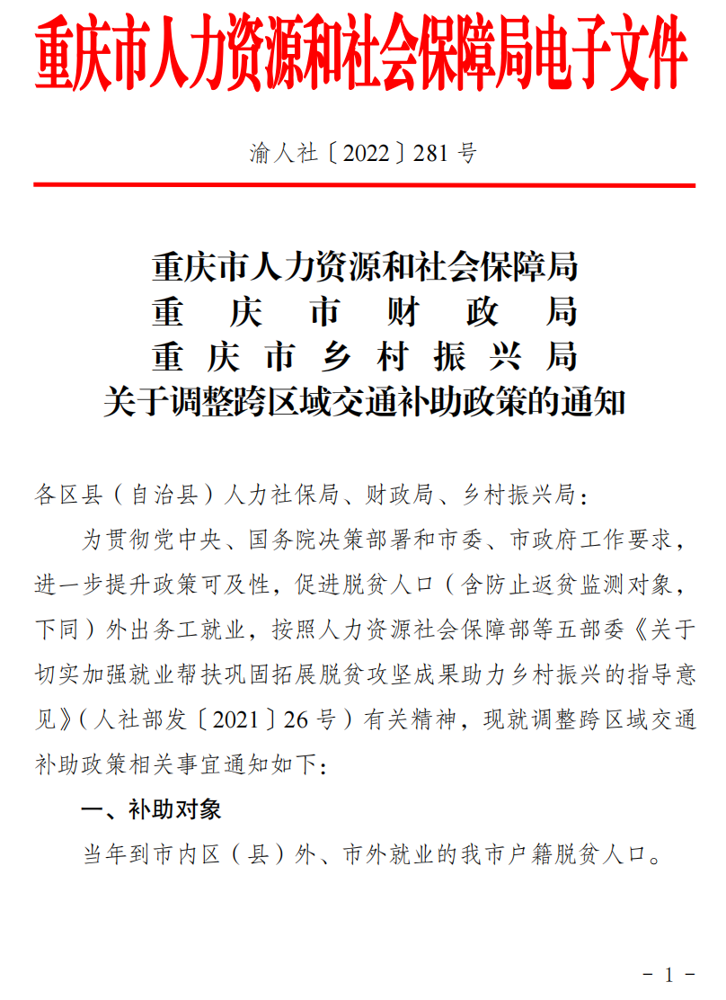 重庆市人力资源和社会保障局电子文件
渝人社〔2022〕281 号
重庆市人力资源和社会保障局
重庆市财政局
重庆市乡村振兴局
关于调整跨区域交通补助政策的通知
各区县（自治县）人力社保局、财政局、乡村振兴局：
为贯彻党中央、国务院决策部署和市委、市政府工作要求，
进一步提升政策可及性，促进脱贫人口（含防止返贫监测对象，
下同）外出务工就业，按照人力资源社会保障部等五部委《关于
切实加强就业帮扶巩固拓展脱贫攻坚成果助力乡村振兴的指导意
见》（人社部发〔2021〕26 号）有关精神，现就调整跨区域交通
补助政策相关事宜通知如下：
一、补助对象
当年到市内区（县）外、市外就业的我市户籍脱贫人口。
- 1 -